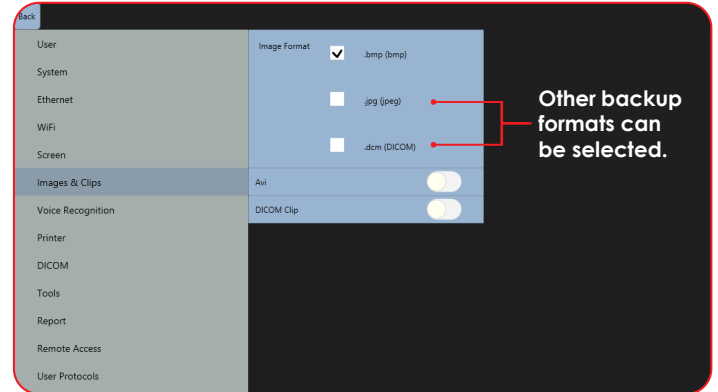 Back
User
System
Ethernet
WiFi
Screen
Images & Clips
Voice Recognition
Printer
DICOM
Tools
Report
Remote Access
User Protocols
Image Format
.bmp (bmp)
.jpg (jpeg)
.dcm (DICOM)
Avi
DICOM Clip
Other backup
formats can
be selected.